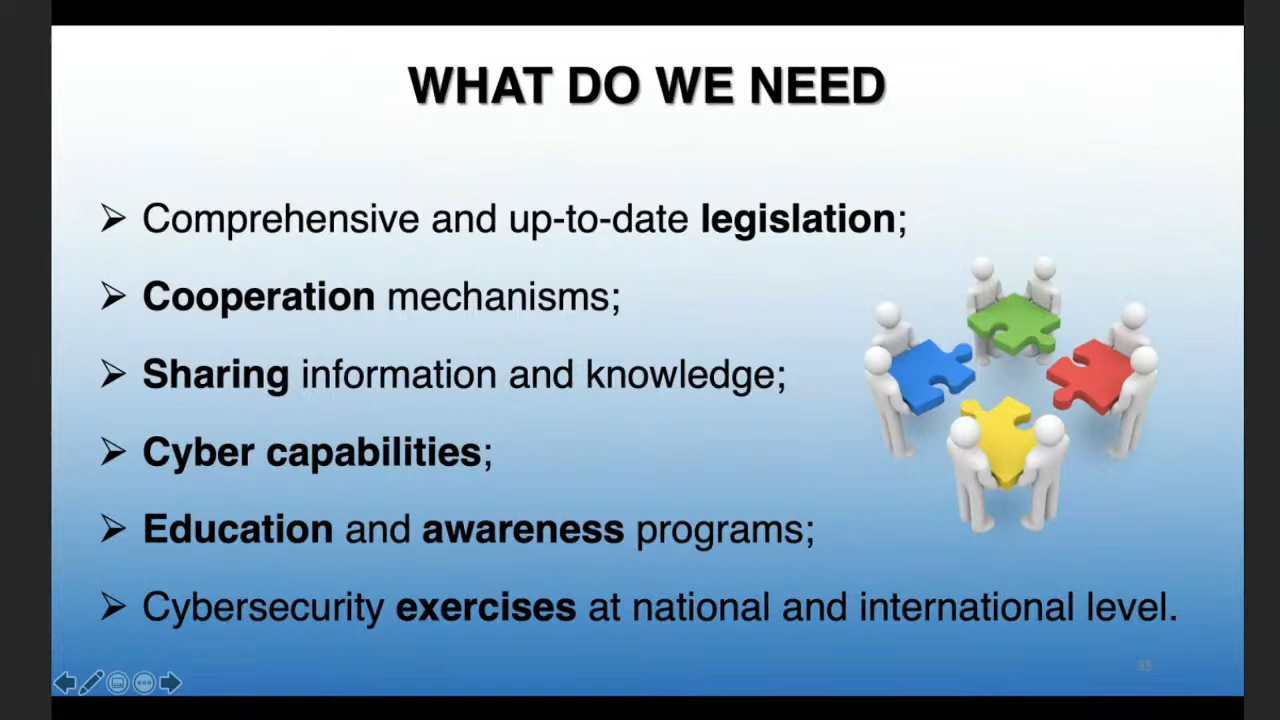 WHAT DO WE NEED
➢ Comprehensive and up-to-date legislation;
➢ Cooperation mechanisms;
➢ Sharing information and knowledge;
➢ Cyber capabilities;
➢ Education and awareness programs;
➢ Cybersecurity exercises at national and international level.